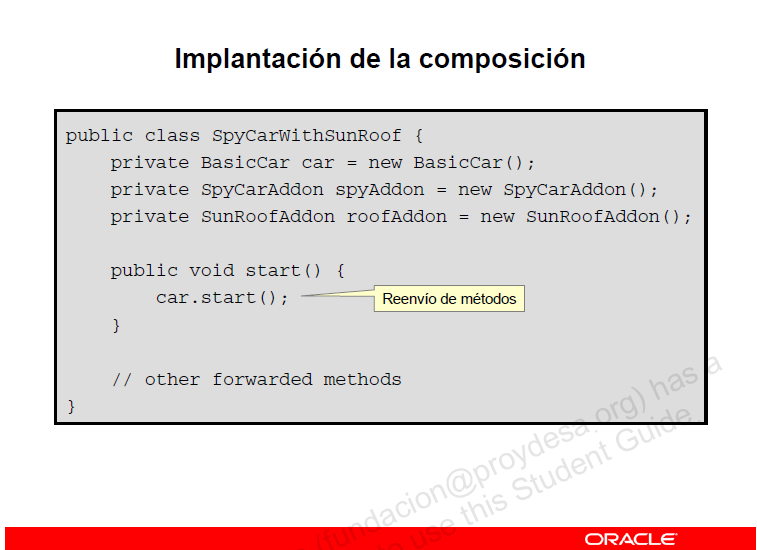 Implantación de la composición
public class SpyCarWithSunRoof {
    private BasicCar car = new BasicCar();
    private SpyCarAddon spyAddon = new SpyCarAddon();
    private SunRoofAddon roofAddon = new SunRoofAddon();
    public void start() {
        car.start();
Reenvío de métodos
    }
    // other forwarded methods
}
(fundacion@proydesa.org) has a
use this Student Guide
ORACLE